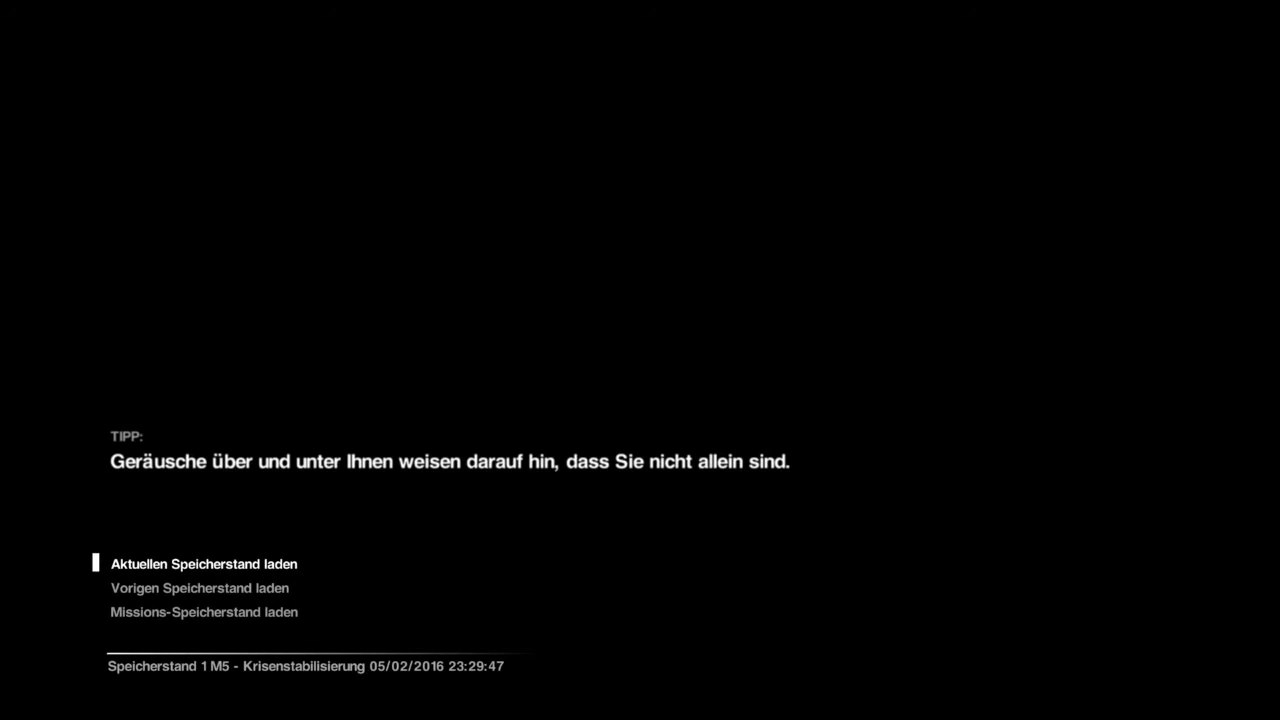 TIPP:
Geräusche über und unter Ihnen weisen darauf hin, dass Sie nicht allein sind.
Aktuellen Speicherstand laden
Vorigen Speicherstand laden
Missions-Speicherstand laden
Speicherstand 1 M5 - Krisenstabilisierung 05/02/2016 23:29:47